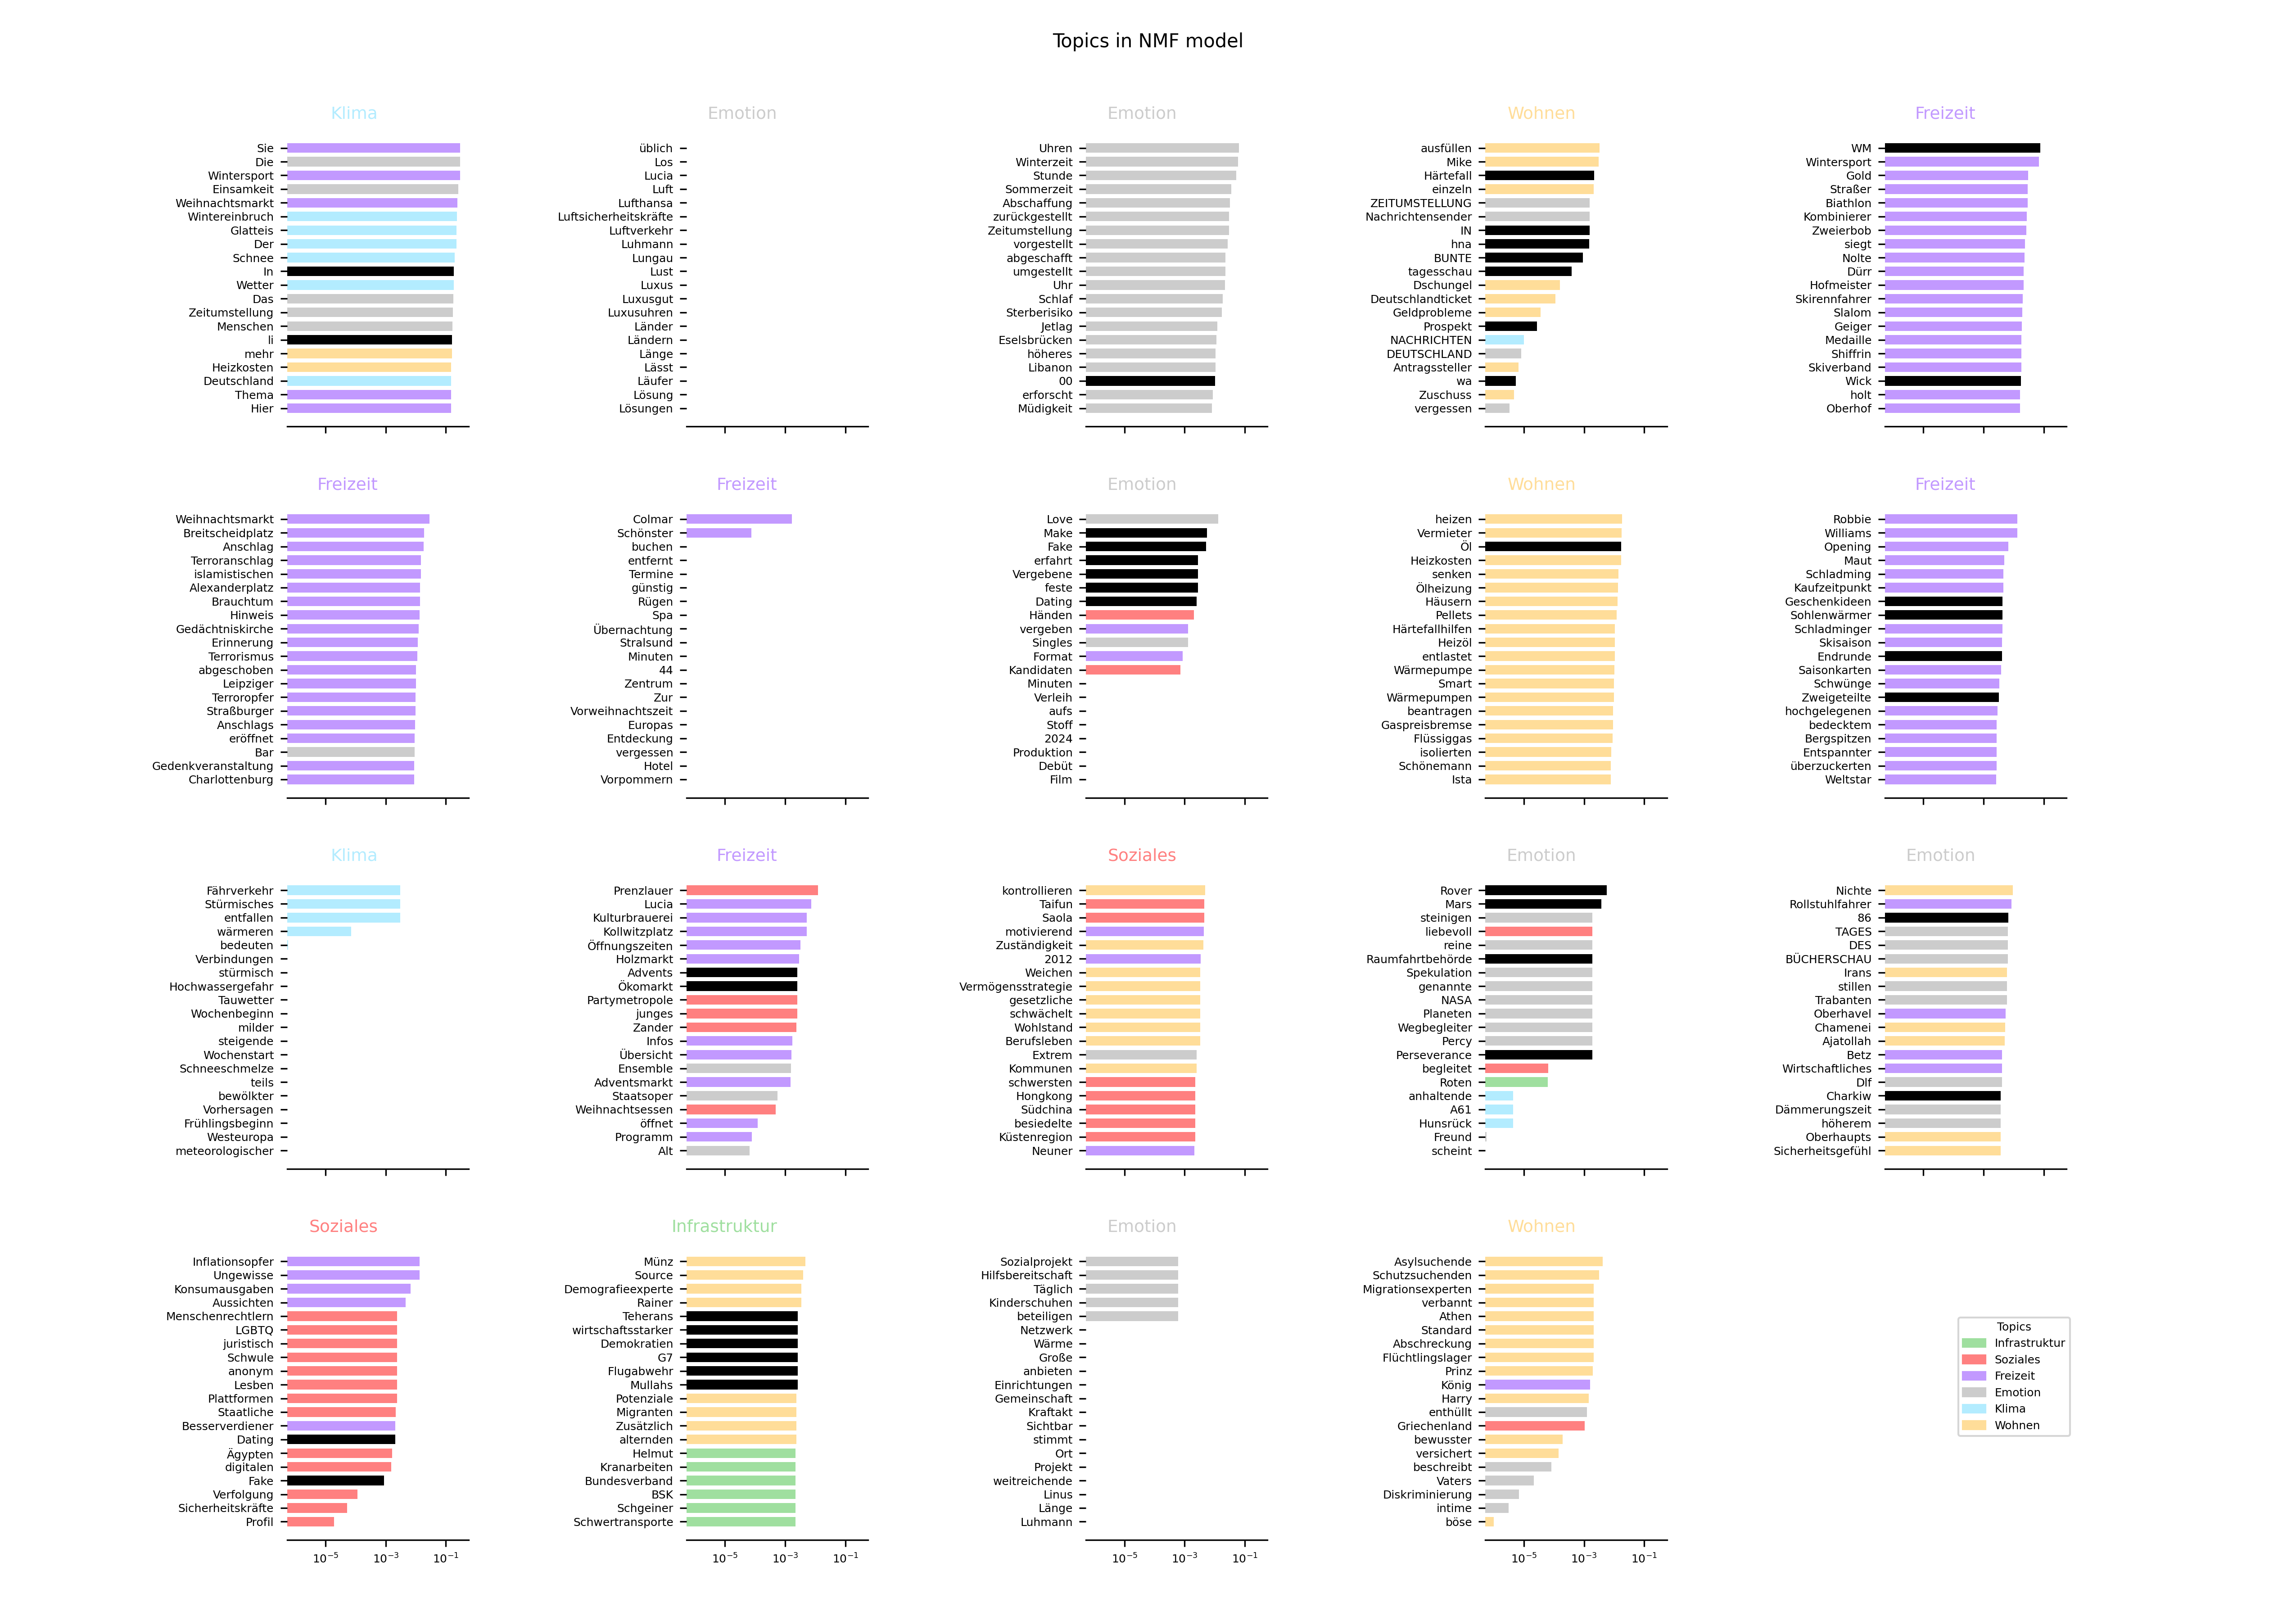 Topics in NMF model
Klima
Sie
Die
Wintersport
Einsamkeit
Weihnachtsmarkt
Wintereinbruch
Glatteis
Der
Schnee
In
Wetter
Das
Zeitumstellung
Menschen
li
mehr
Heizkosten
Deutschland
Thema
Hier
Emotion
üblich
Los
Lucia
Luft
Lufthansa
Luftsicherheitskräfte
Luftverkehr
Luhmann
Lungau
Lust
Luxus
Luxusgut
Luxusuhren
Länder
Ländern
Länge
Lässt
Läufer
Lösung
Lösungen
Emotion
Uhren
Winterzeit
Stunde
Sommerzeit
Abschaffung
zurückgestellt
Zeitumstellung
vorgestellt
abgeschafft
umgestellt
Uhr
Schlaf
Sterberisiko
Jetlag
Eselsbrücken
höheres
Libanon
00
erforscht
Müdigkeit
Wohnen
ausfüllen
Mike
Härtefall
einzeln
ZEITUMSTELLUNG
Nachrichtensender
IN
hna
BUNTE
tagesschau
Dschungel
Deutschlandticket
Geldprobleme
Prospekt
NACHRICHTEN
DEUTSCHLAND
Antragssteller
wa
Zuschuss
vergessen
Freizeit
WM
Wintersport
Gold
Straßer
Biathlon
Kombinierer
Zweierbob
siegt
Nolte
Dürr
Hofmeister
Skirennfahrer
Slalom
Geiger
Medaille
Shiffrin
Skiverband
Wick
holt
Oberhof
Freizeit
Weihnachtsmarkt
Breitscheidplatz
Anschlag
Terroranschlag
islamistischen
Alexanderplatz
Brauchtum
Hinweis
Gedächtniskirche
Erinnerung
Terrorismus
abgeschoben
Leipziger
Terroropfer
Straßburger
Anschlags
eröffnet
Bar
Gedenkveranstaltung
Charlottenburg
Freizeit
Colmar
Schönster
buchen
entfernt
Termine
günstig
Rügen
Spa
Übernachtung
Stralsund
Minuten
44
Zentrum
Zur
Vorweihnachtszeit
Europas
Entdeckung
vergessen
Hotel
Vorpommern
Emotion
Love
Make
Fake
erfahrt
Vergebene
feste
Dating
Händen
vergeben
Singles
Format
Kandidaten
Minuten
Verleih
aufs
Stoff
2024
Produktion
Debüt
Film
Wohnen
heizen
Vermieter
Öl
Heizkosten
senken
Ölheizung
Häusern
Pellets
Härtefallhilfen
Heizöl
entlastet
Wärmepumpe
Smart
Wärmepumpen
beantragen
Gaspreisbremse
Flüssiggas
isolierten
Schönemann
Ista
Freizeit
Robbie
Williams
Opening
Maut
Schladming
Kaufzeitpunkt
Geschenkideen
Sohlenwärmer
Schladminger
Skisaison
Endrunde
Saisonkarten
Schwünge
Zweigeteilte
hochgelegenen
bedecktem
Bergspitzen
Entspannter
überzuckerten
Weltstar
Klima
Fährverkehr
Stürmisches
entfallen
wärmeren
bedeuten
Verbindungen
stürmisch
Hochwassergefahr
Tauwetter
Wochenbeginn
milder
steigende
Wochenstart
Schneeschmelze
teils
bewölkter
Vorhersagen
Frühlingsbeginn
Westeuropa
meteorologischer
Freizeit
Prenzlauer
Lucia
Kulturbrauerei
Kollwitzplatz
Öffnungszeiten
Holzmarkt
Advents
Ökomarkt
Partymetropole
junges
Zander
Infos
Übersicht
Ensemble
Adventsmarkt
Staatsoper
Weihnachtsessen
öffnet
Programm
Alt
Soziales
kontrollieren
Taifun
Saola
motivierend
Zuständigkeit
2012
Weichen
Vermögensstrategie
gesetzliche
schwächelt
Wohlstand
Berufsleben
Extrem
Kommunen
schwersten
Hongkong
Südchina
besiedelte
Küstenregion
Neuner
Emotion
Rover
Mars
steinigen
liebevoll
reine
Raumfahrtbehörde
Spekulation
genannte
NASA
Planeten
Wegbegleiter
Percy
Perseverance
begleitet
Roten
anhaltende
A61
Hunsrück
Freund
scheint
Emotion
Nichte
Rollstuhlfahrer
86
TAGES
DES
BÜCHERSCHAU
Irans
stillen
Trabanten
Oberhavel
Chamenei
Ajatollah
Betz
Wirtschaftliches
Dlf
Charkiw
Dämmerungszeit
höherem
Oberhaupts
Sicherheitsgefühl
Soziales
Inflationsopfer
Ungewisse
Konsumausgaben
Aussichten
Menschenrechtlern
LGBTQ
juristisch
Schwule
anonym
Lesben
Plattformen
Staatliche
Besserverdiener
Dating
Ägypten
digitalen
Fake
Verfolgung
Sicherheitskräfte
Profil
10⁻⁵ 10⁻³ 10⁻¹
Infrastruktur
Münz
Source
Demografieexperte
Rainer
Teherans
wirtschaftsstarker
Demokratien
G7
Flugabwehr
Mullahs
Potenziale
Migranten
Zusätzlich
alternden
Helmut
Kranarbeiten
Bundesverband
BSK
Schgeiner
Schwertransporte
10⁻⁵ 10⁻³ 10⁻¹
Emotion
Sozialprojekt
Hilfsbereitschaft
Täglich
Kinderschuhen
beteiligen
Netzwerk
Wärme
Große
anbieten
Einrichtungen
Gemeinschaft
Kraftakt
Sichtbar
stimmt
Ort
Projekt
weitreichende
Linus
Länge
Luhmann
10⁻⁵ 10⁻³ 10⁻¹
Wohnen
Asylsuchende
Schutzsuchenden
Migrationsexperten
verbannt
Athen
Standard
Abschreckung
Flüchtlingslager
Prinz
König
Harry
enthüllt
Griechenland
bewusster
versichert
beschreibt
Vaters
Diskriminierung
intime
böse
10⁻⁵ 10⁻³ 10⁻¹
Topics
Infrastruktur
Soziales
Freizeit
Emotion
Klima
Wohnen